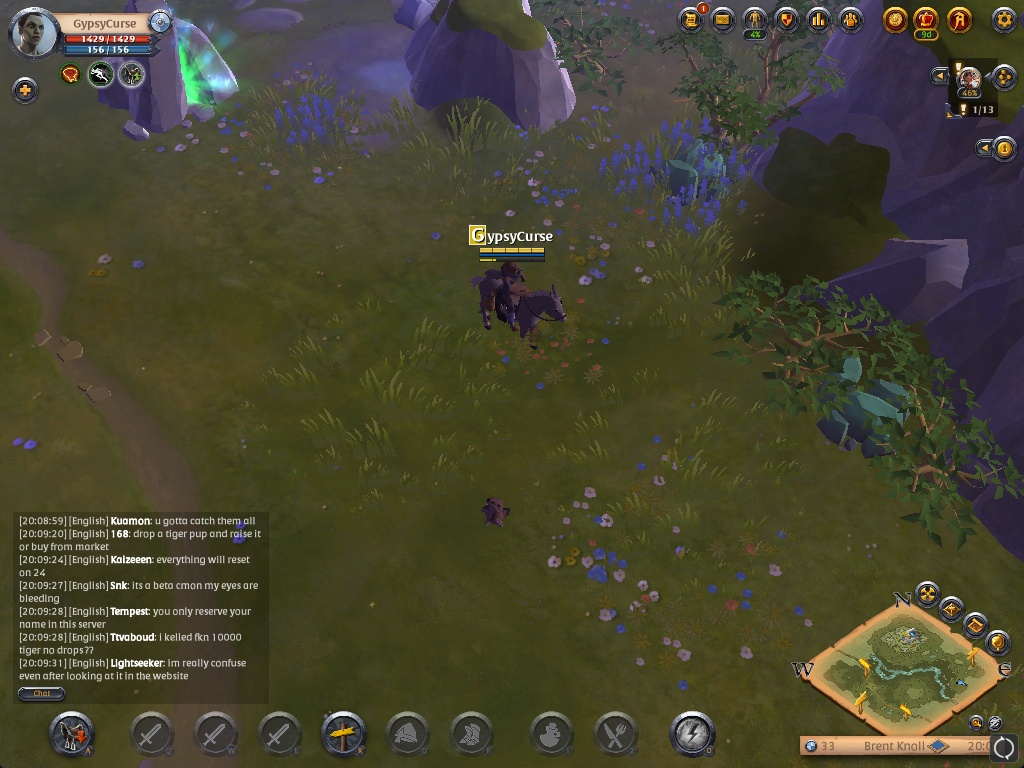 GypsyCurse
1429 / 1429
156 / 156
1
4%
9d
46%
1/13
GypsyCurse
[20:08:59] [English] Kuamon: u gotta catch them all
[20:09:20] [English] 168: drop a tiger pup and raise it
or buy from market
[20:09:24] [English] Kaizeeen: everything will reset
on 24
[20:09:27] [English] Snk: its a beta cmon my eyes are
bleeding
[20:09:28] [English] Tempest: you only reserve your
name in this server
[20:09:28] [English] Ttvaboud: i kelled fkn 10000
tiger no drops??
[20:09:31] [English] Lightseeker: im really confuse
even after looking at it in the website
Chat
N
W
E
A
Q
W
E
R
D
F
33 Brent Knoll